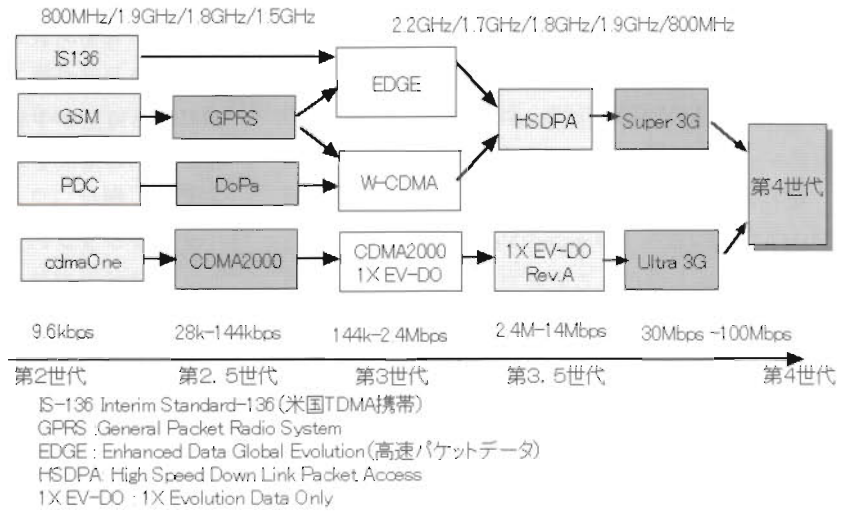 800MHz/1.9GHz/1.8GHz/1.5GHz
2.2GHz/1.7GHz/1.8GHz/1.9GHz/800MHz
IS136
EDGE
GSM
GPRS
HSDPA
Super 3G
PDC
DoPa
W-CDMA
第4世代
cdmaOne
CDMA2000
CDMA2000
1X EV-DO
1X EV-DO
Rev.A
Ultra 3G
9.6kbps
28k-144kbps
144k-2.4Mbps
2.4M-14Mbps
30Mbps -100Mbps
第2世代
第2.5世代
第3世代
第3.5世代
第4世代
IS-136 Interim Standard-136(米国TDMA携帯)
GPRS :General Packet Radio System
EDGE : Enhanced Data Global Evolution(高速パケットデータ)
HSDPA: High Speed Down Link Packet Access
1X EV-DO : 1X Evolution Data Only